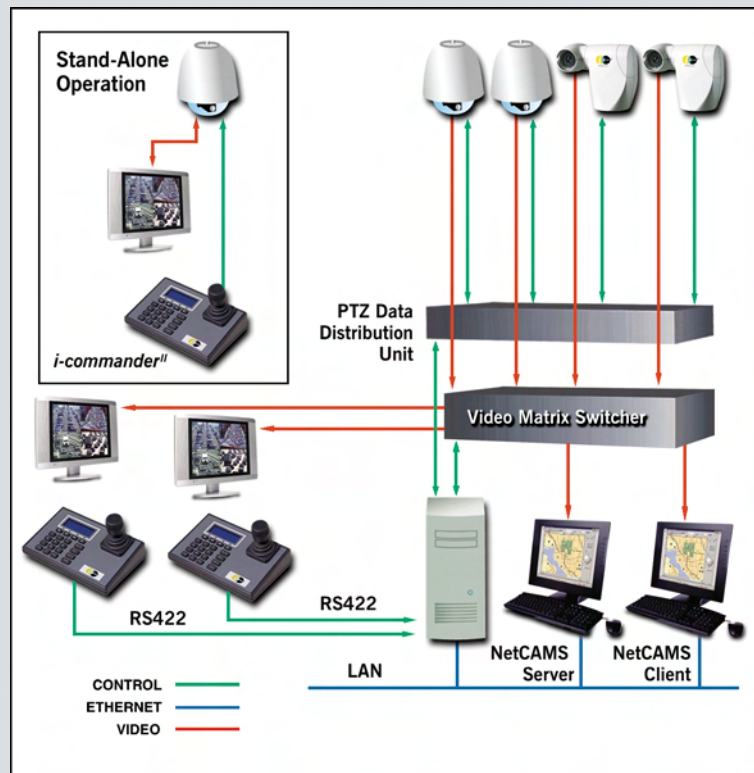 Stand-Alone
Operation
i-commander II
PTZ Data
Distribution
Unit
Video Matrix Switcher
RS422
RS422
LAN
NetCAMS
Server
NetCAMS
Client
CONTROL
ETHERNET
VIDEO